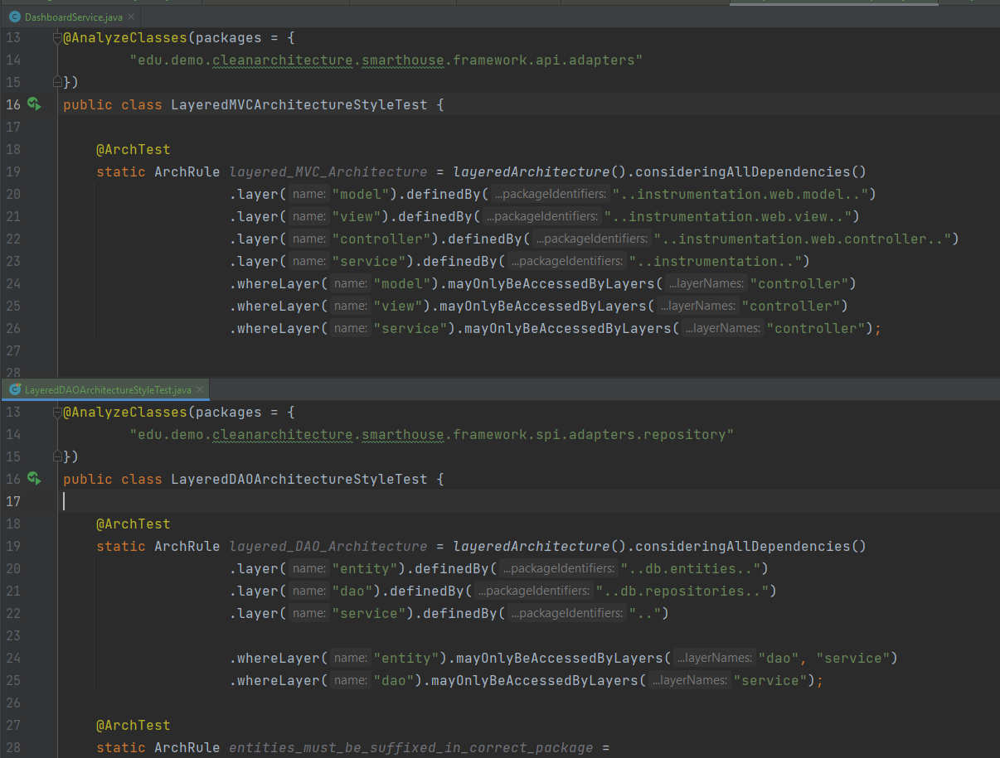 DashboardService.java
13 @AnalyzeClasses(packages = {
14 "edu.demo.cleanarchitecture.smarthouse.framework.api.adapters"
15 })
16 public class LayeredMVCArchitectureStyleTest {
17
18 @ArchTest
19 static ArchRule layered_MVC_Architecture = layeredArchitecture().consideringAllDependencies()
20 .layer( name: "model").definedBy( ...packageIdentifiers: "..instrumentation.web.model..")
21 .layer( name: "view").definedBy( ...packageIdentifiers: "..instrumentation.web.view..")
22 .layer( name: "controller").definedBy( ...packageIdentifiers: "..instrumentation.web.controller..")
23 .layer( name: "service").definedBy( ...packageIdentifiers: "..instrumentation..")
24 .whereLayer( name: "model").mayOnlyBeAccessedByLayers( ...layerNames: "controller")
25 .whereLayer( name: "view").mayOnlyBeAccessedByLayers( ...layerNames: "controller")
26 .whereLayer( name: "service").mayOnlyBeAccessedByLayers( ...layerNames: "controller");
27
28
LayeredDAOArchitectureStyleTest.java
13 @AnalyzeClasses(packages = {
14 "edu.demo.cleanarchitecture.smarthouse.framework.spi.adapters.repository"
15 })
16 public class LayeredDAOArchitectureStyleTest {
17
18 @ArchTest
19 static ArchRule layered_DAO_Architecture = layeredArchitecture().consideringAllDependencies()
20 .layer( name: "entity").definedBy( ...packageIdentifiers: "..db.entities..")
21 .layer( name: "dao").definedBy( ...packageIdentifiers: "..db.repositories..")
22 .layer( name: "service").definedBy( ...packageIdentifiers: "..")
23
24 .whereLayer( name: "entity").mayOnlyBeAccessedByLayers( ...layerNames: "dao", "service")
25 .whereLayer( name: "dao").mayOnlyBeAccessedByLayers( ...layerNames: "service");
26
27 @ArchTest
28 static ArchRule entities_must_be_suffixed_in_correct_package =